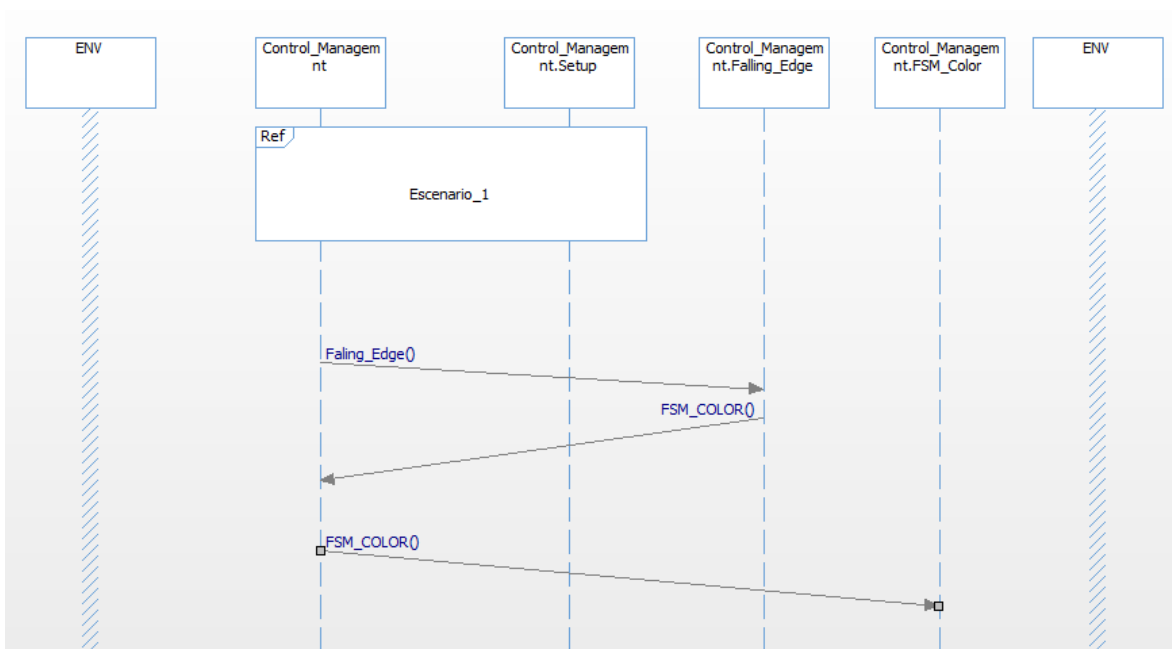 ENV
Control_Managem
nt
Control_Managem
nt.Setup
Control_Managem
nt.Falling_Edge
Control_Managem
nt.FSM_Color
ENV
Ref
Escenario_1
Faling_Edge()
FSM_COLOR()
FSM_COLOR()